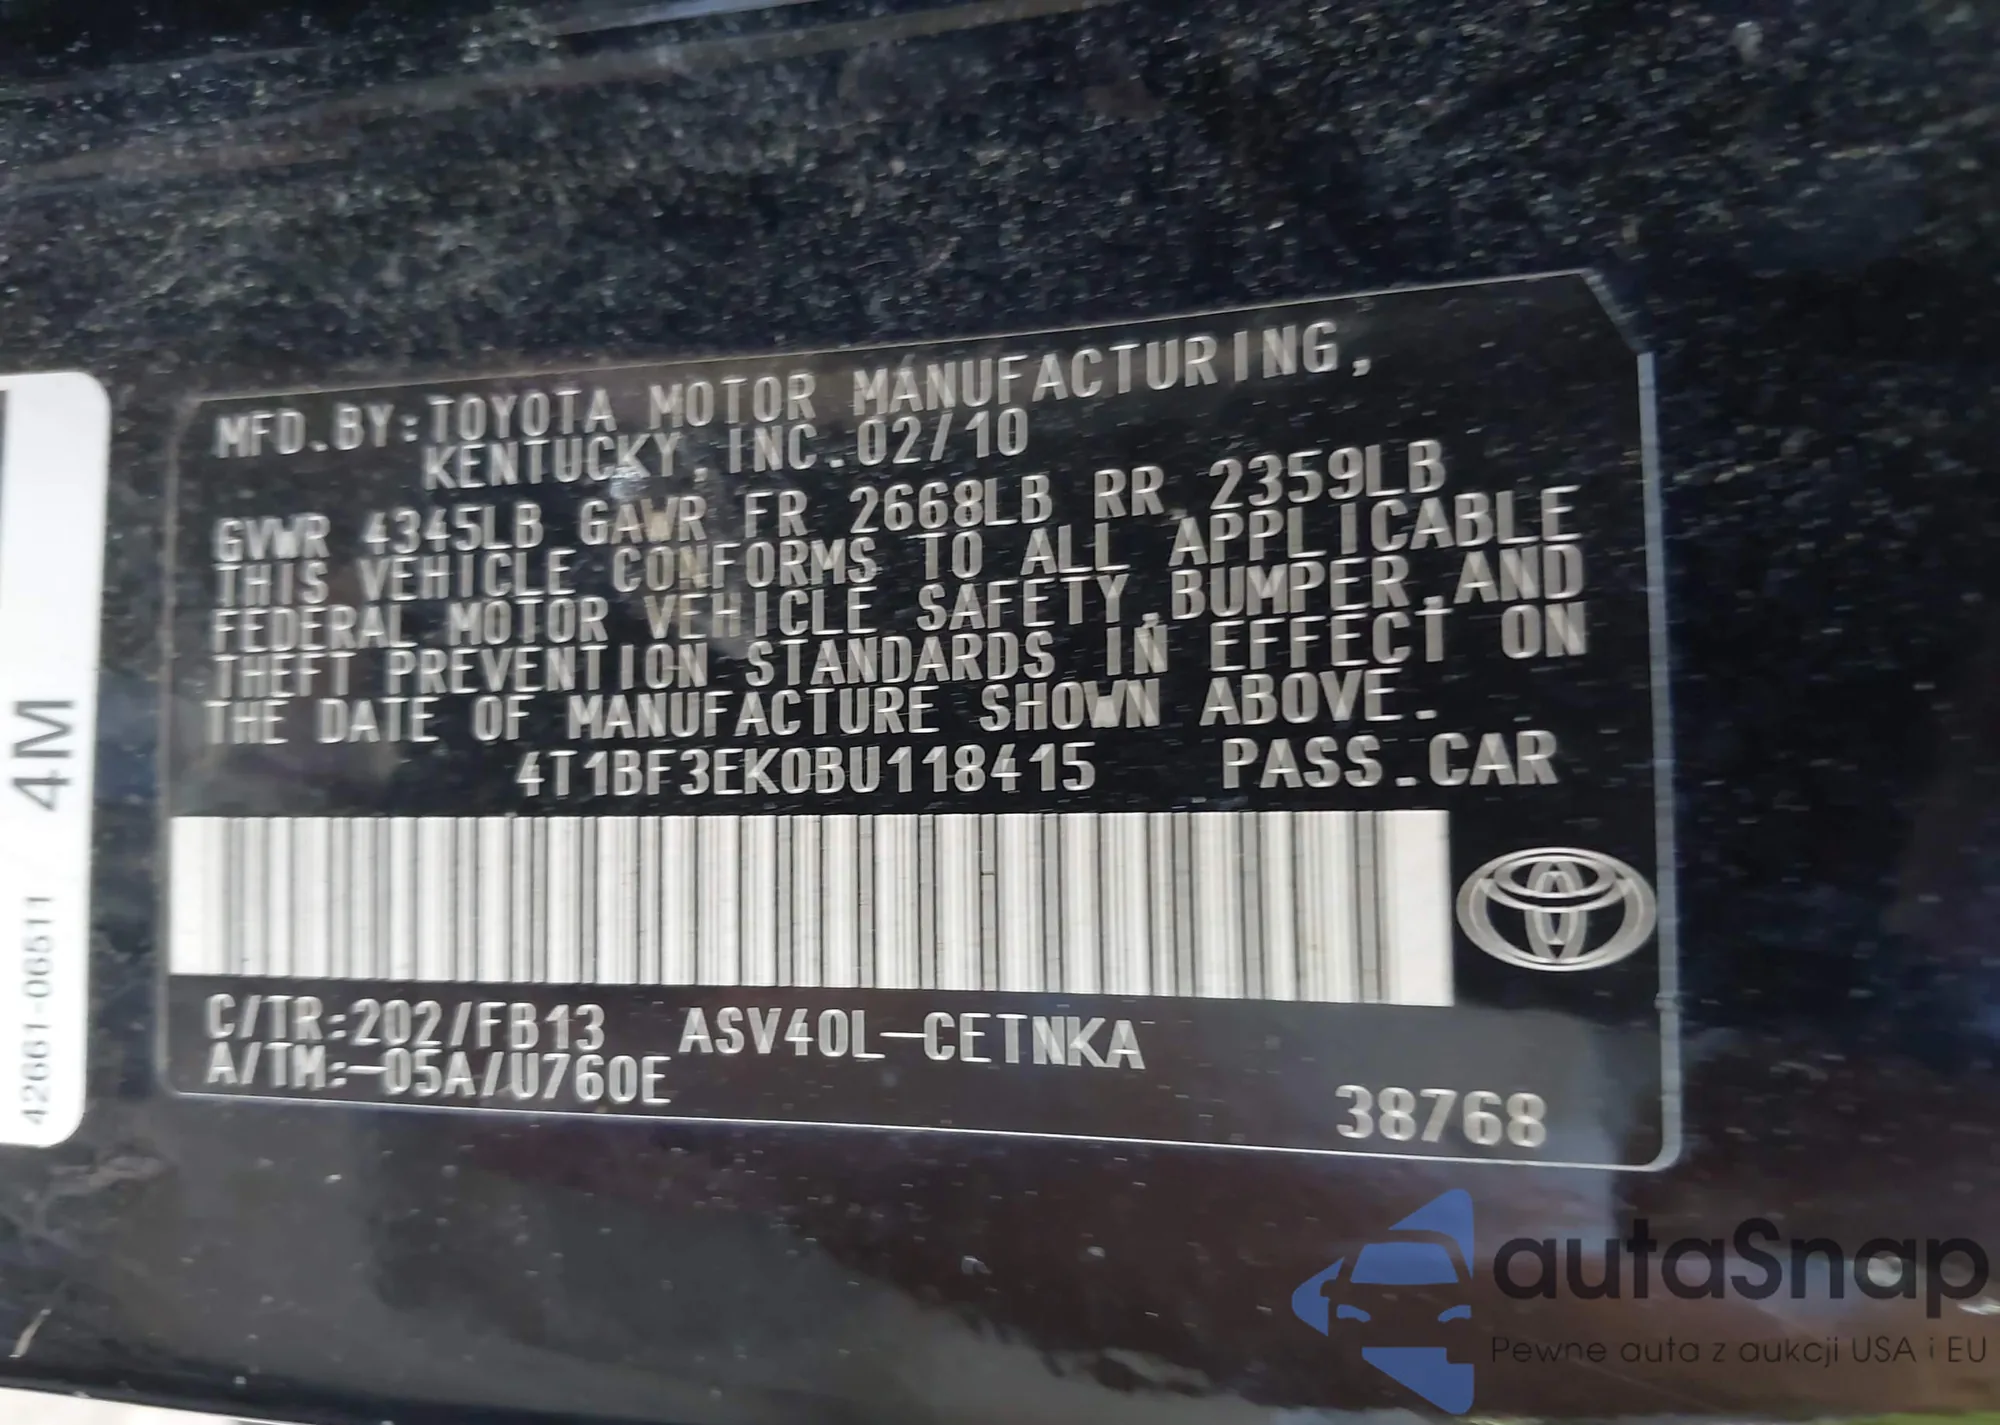 MFD.BY:TOYOTA MOTOR MANUFACTURING,
KENTUCKY, INC.02/10
GVWR 4345LB GAWR FR 2668LB RR 2359LB
THIS VEHICLE CONFORMS TO ALL APPLICABLE
FEDERAL MOTOR VEHICLE SAFETY,BUMPER,AND
THEFT PREVENTION STANDARDS IN EFFECT ON
THE DATE OF MANUFACTURE SHOWN ABOVE.
4T1BF3EK0BU118415 PASS.CAR
C/TR:202/FB13 ASV40L-CETNKA
A/TM:-05A/U760E
38768
4M
42661-06511
autaSnap
Pewne auta z aukcji USA i EU